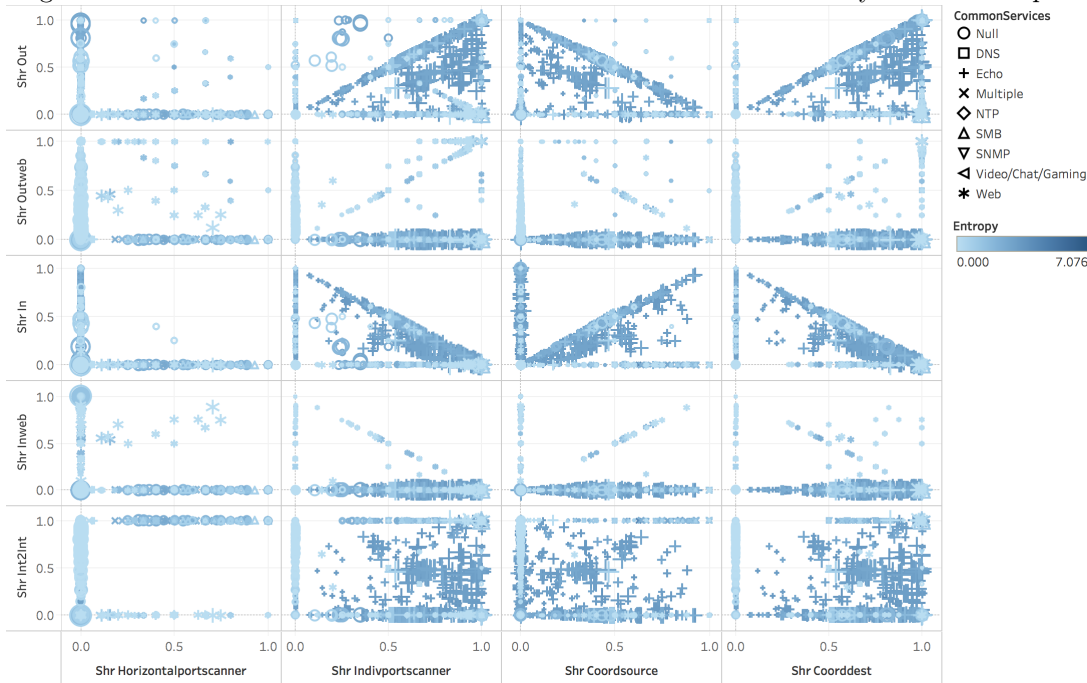 CommonServices
Null
DNS
Echo
Multiple
NTP
SMB
SNMP
Video/Chat/Gaming
Web
Entropy
0.000 7.076
Shr Out
1.0
0.5
0.0
Shr Outweb
1.0
0.5
0.0
Shr In
1.0
0.5
0.0
Shr Inweb
1.0
0.5
0.0
Shr Int2Int
1.0
0.5
0.0
0.0 0.5 1.0 0.0 0.5 1.0 0.0 0.5 1.0 0.0 0.5 1.0
Shr Horizontalportscanner Shr Indivportscanner Shr Coordsource Shr Coorddest